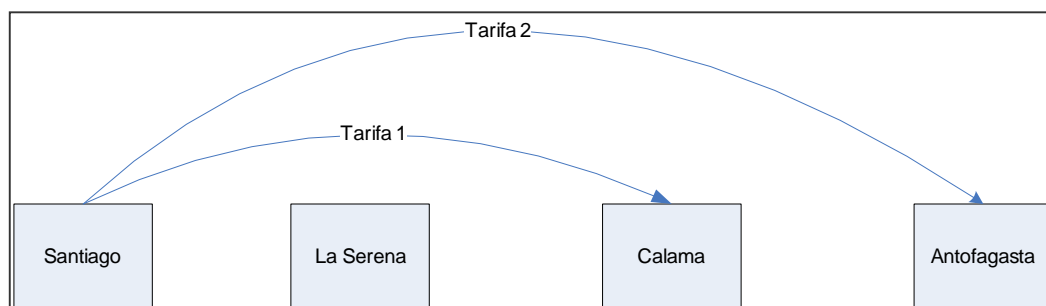 Tarifa 2
Tarifa 1
Santiago
La Serena
Calama
Antofagasta